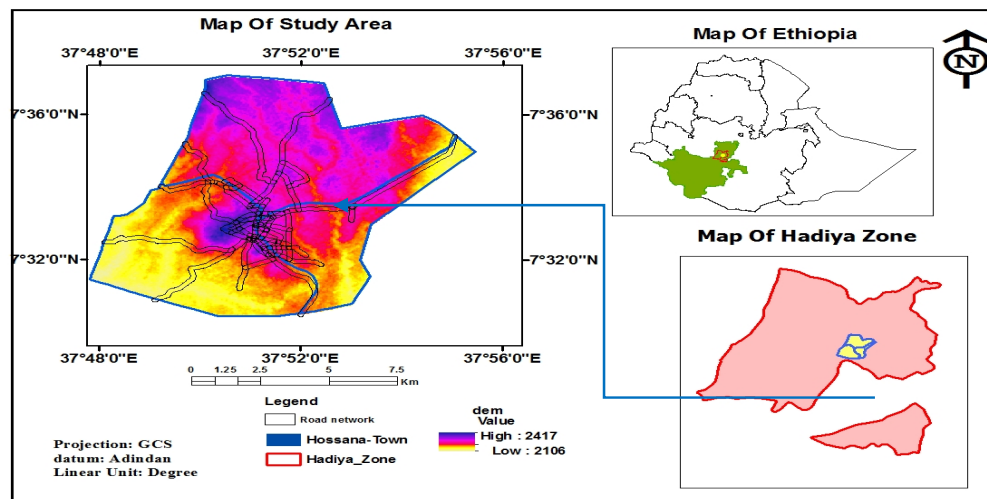 Map Of Study Area
37°48'0"E
37°52'0"E
37°56'0"E
7°36'0"N
7°36'0"N
7°32'0"N
7°32'0"N
37°48'0"E
37°52'0"E
37°56'0"E
0 1.25 2.5 5 7.5
Km
Legend
Road network
Hossana-Town
Hadiya_Zone
dem
Value
High : 2417
Low : 2106
Projection: GCS
datum: Adindan
Linear Unit: Degree
Map Of Ethiopia
N
Map Of Hadiya Zone